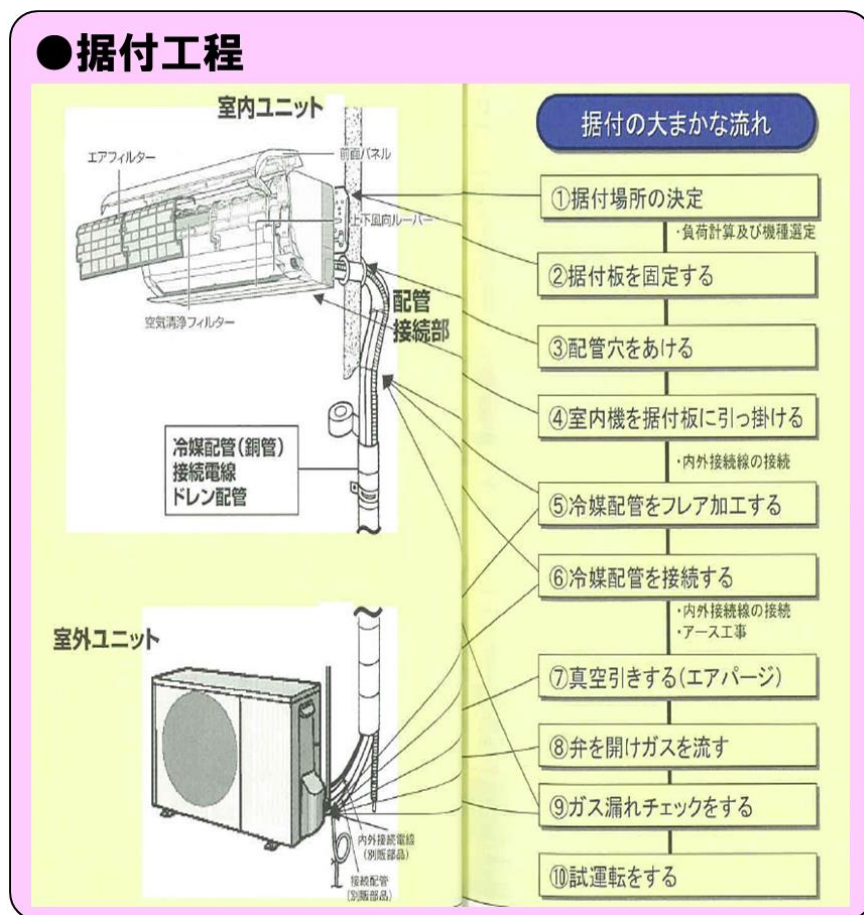 ●据付工程
室内ユニット
エアフィルター
前面パネル
上下風向ルーバー
空気清浄フィルター
配管
接続部
冷媒配管(銅管)
接続電線
ドレン配管
室外ユニット
内外接続電線
(別販部品)
接続配管
(別販部品)
据付の大まかな流れ
①据付場所の決定
・負荷計算及び機種選定
②据付板を固定する
③配管穴をあける
④室内機を据付板に引っ掛ける
・内外接続線の接続
⑤冷媒配管をフレア加工する
⑥冷媒配管を接続する
・内外接続線の接続
・アース工事
⑦真空引きする(エアパージ)
⑧弁を開けガスを流す
⑨ガス漏れチェックをする
⑩試運転をする